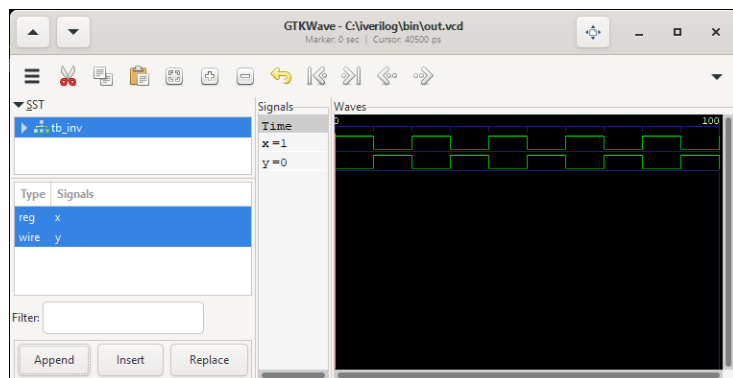 GTKWave - C:\iverilog\bin\out.vcd
Marker: 0 sec | Cursor: 40500 ps
SST
tb_inv
Type Signals
reg x
wire y
Filter:
Append Insert Replace
Signals
Time
x=1
y=0
Waves
0 100